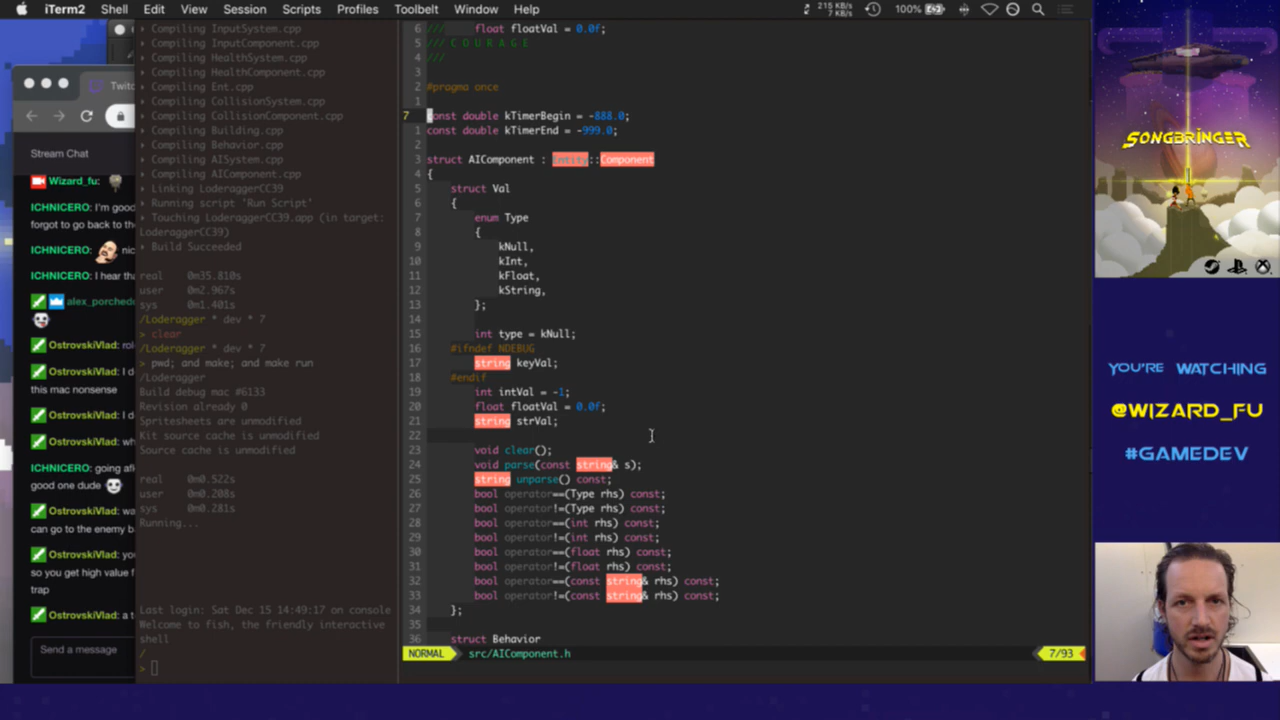 iTerm2 Shell Edit View Session Scripts Profiles Toolbelt Window Help
215 KB/s
7 KB/s
100%
Twitc
Stream Chat
Wizard_fu:
ICHNICERO: I'm good
forgot to go back to the
ICHNICERO: nic
ICHNICERO: I hear tha
alex_porched
OstrovskiVlad: rol
OstrovskiVlad: I d
this mac nonsense
OstrovskiVlad: I d
OstrovskiVlad: wh
ICHNICERO: going af
good one dude
OstrovskiVlad: wa
can go to the enemy b
OstrovskiVlad: yo
so you get high value f
trap
OstrovskiVlad: a t
Send a message
Compiling InputSystem.cpp
Compiling InputComponent.cpp
Compiling HealthSystem.cpp
Compiling HealthComponent.cpp
Compiling Ent.cpp
Compiling CollisionSystem.cpp
Compiling CollisionComponent.cpp
Compiling Building.cpp
Compiling Behavior.cpp
Compiling AISystem.cpp
Compiling AIComponent.cpp
Linking LoderaggerCC39
Running script 'Run Script'
Touching LoderaggerCC39.app (in target:
LoderaggerCC39)
Build Succeeded
real 0m35.810s
user 0m2.967s
sys 0m1.401s
/Loderagger * dev * 7
> clear
/Loderagger * dev * 7
> pwd; and make; and make run
/Loderagger
Build debug mac #6133
Revision already 0
Spritesheets are unmodified
Kit source cache is unmodified
Source cache is unmodified
real 0m0.522s
user 0m0.208s
sys 0m0.281s
Running...
Last login: Sat Dec 15 14:49:17 on console
Welcome to fish, the friendly interactive
shell
/
>
6 /// float floatVal = 0.0f;
5 /// C O U R A G E
4 ///
3
2 #pragma once
1
7 const double kTimerBegin = -888.0;
1 const double kTimerEnd = -999.0;
2
3 struct AIComponent : Entity::Component
4 {
5 struct Val
6 {
7 enum Type
8 {
9 kNull,
10 kInt,
11 kFloat,
12 kString,
13 };
14
15 int type = kNull;
16 #ifndef NDEBUG
17 string keyVal;
18 #endif
19 int intVal = -1;
20 float floatVal = 0.0f;
21 string strVal;
22
23 void clear();
24 void parse(const string& s);
25 string unparse() const;
26 bool operator==(Type rhs) const;
27 bool operator!=(Type rhs) const;
28 bool operator==(int rhs) const;
29 bool operator!=(int rhs) const;
30 bool operator==(float rhs) const;
31 bool operator!=(float rhs) const;
32 bool operator==(const string& rhs) const;
33 bool operator!=(const string& rhs) const;
34 };
35
36 struct Behavior
NORMAL src/AIComponent.h 7/93
SONGBRINGER
YOU'RE WATCHING
@WIZARD_FU
#GAMEDEV